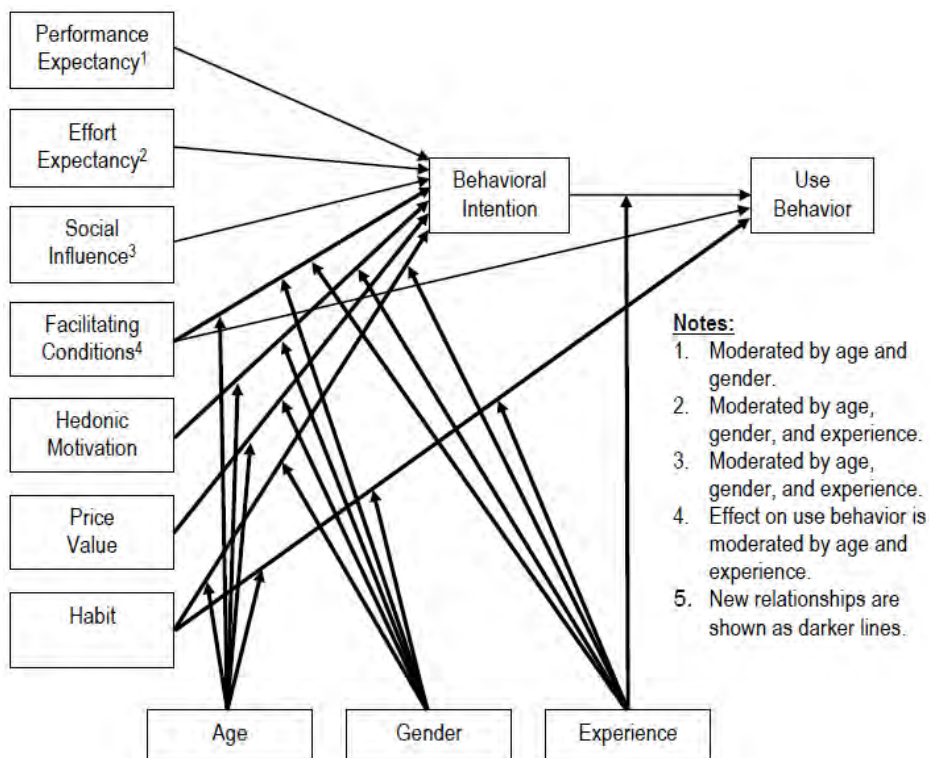 Performance
Expectancy¹
Effort
Expectancy²
Social
Influence³
Facilitating
Conditions⁴
Hedonic
Motivation
Price
Value
Habit
Behavioral
Intention
Use
Behavior
Notes:
1. Moderated by age and
gender.
2. Moderated by age,
gender, and experience.
3. Moderated by age,
gender, and experience.
4. Effect on use behavior is
moderated by age and
experience.
5. New relationships are
shown as darker lines.
Age
Gender
Experience